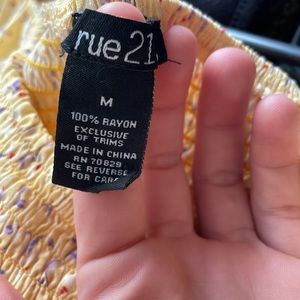 rue21
M
100% RAYON
EXCLUSIVE
OF TRIMS
MADE IN CHINA
RN 70829
SEE REVERSE
FOR CARE